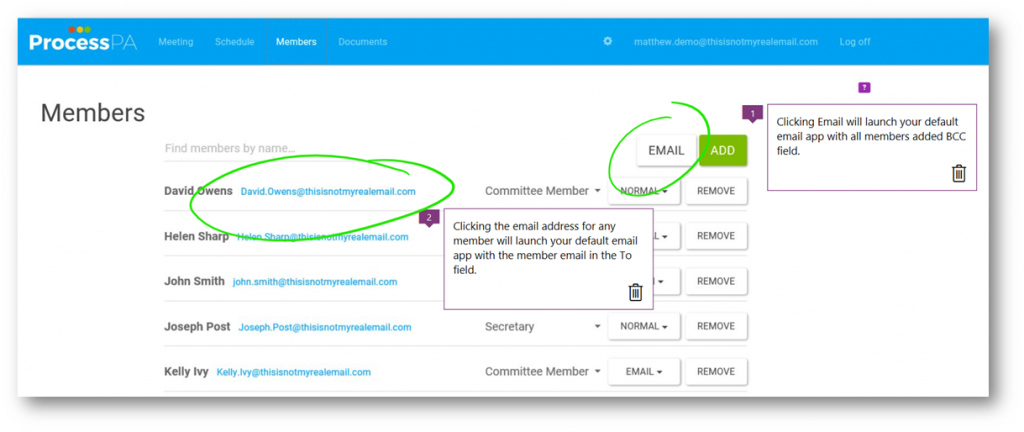 ProcessPA Meeting Schedule Members Documents matthew.demo@thisisnotmyrealemail.com Log off
?
Members
1
Clicking Email will launch your default
email app with all members added BCC
field.
Find members by name...
EMAIL ADD
David Owens David.Owens@thisisnotmyrealemail.com Committee Member NORMAL REMOVE
2
Clicking the email address for any
member will launch your default email
app with the member email in the To
field.
Helen Sharp Helen.Sharp@thisisnotmyrealemail.com REMOVE
John Smith john.smith@thisisnotmyrealemail.com REMOVE
Joseph Post Joseph.Post@thisisnotmyrealemail.com Secretary NORMAL REMOVE
Kelly Ivy Kelly.Ivy@thisisnotmyrealemail.com Committee Member EMAIL REMOVE